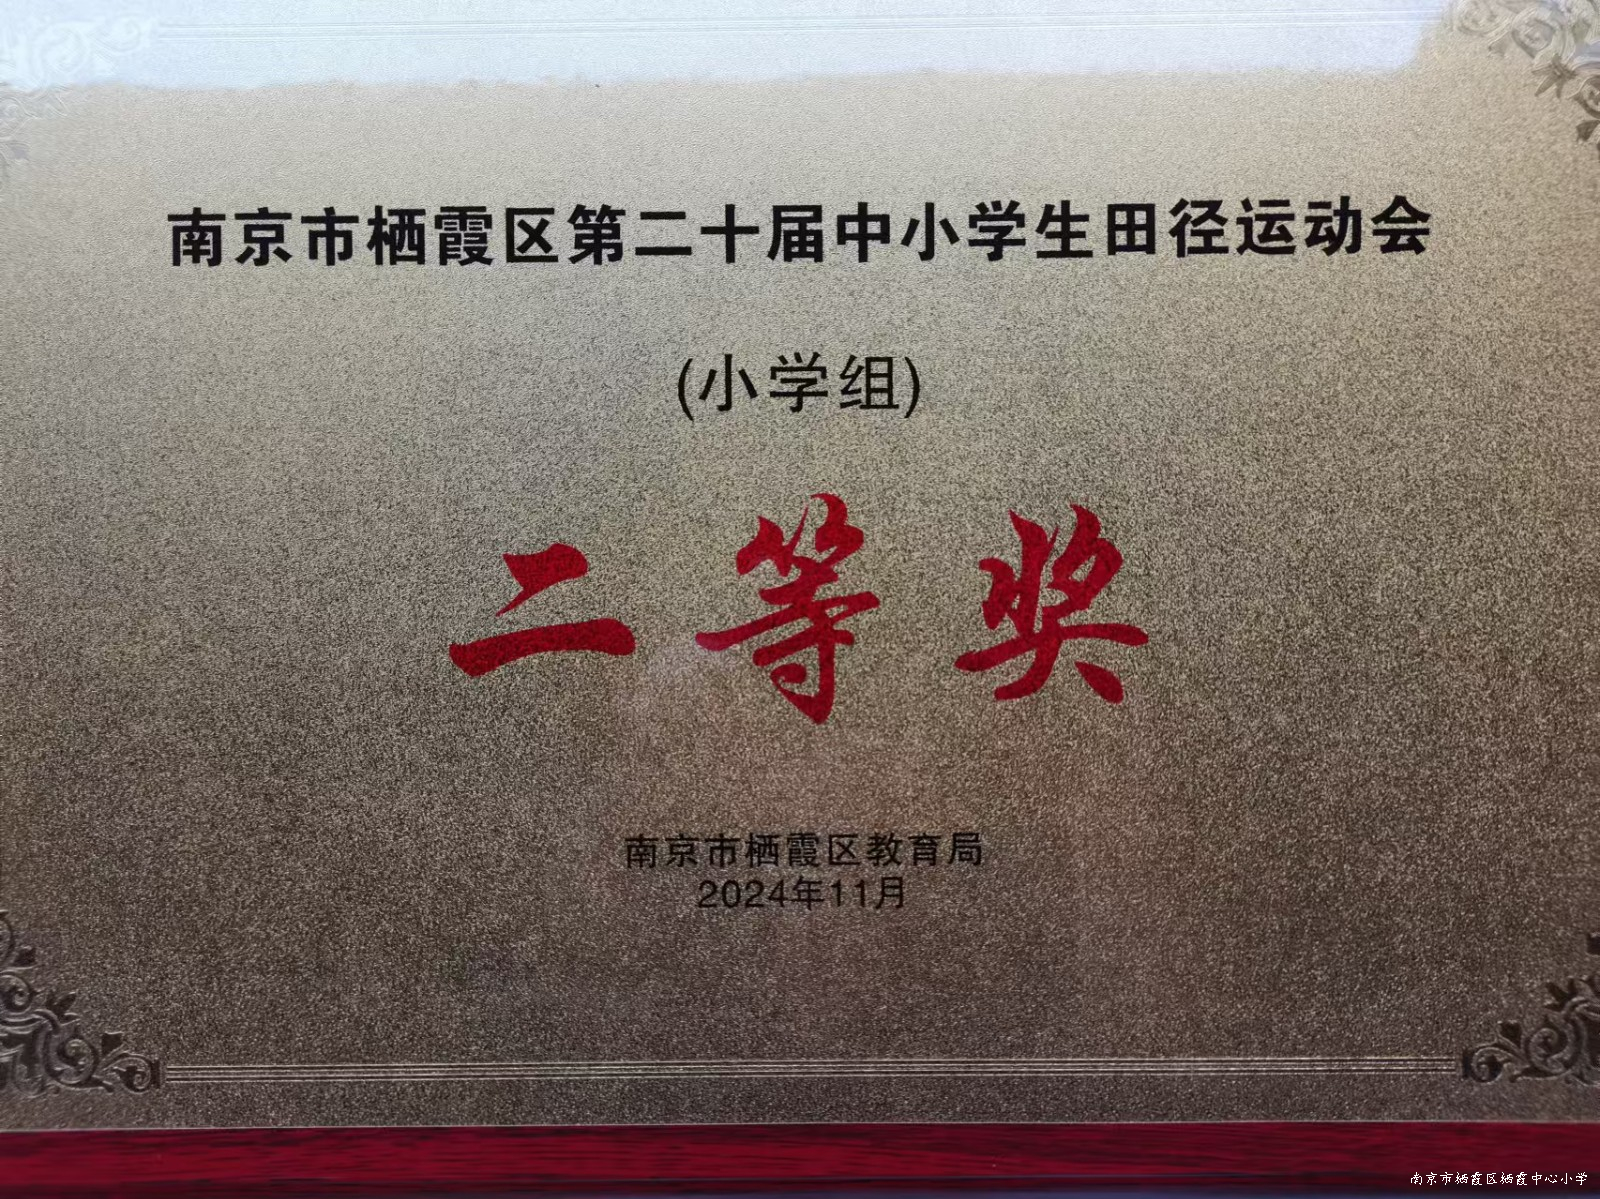 南京市栖霞区第二十届中小学生田径运动会
(小学组)
二等奖
南京市栖霞区教育局
2024年11月
南京市栖霞区栖霞中心小学